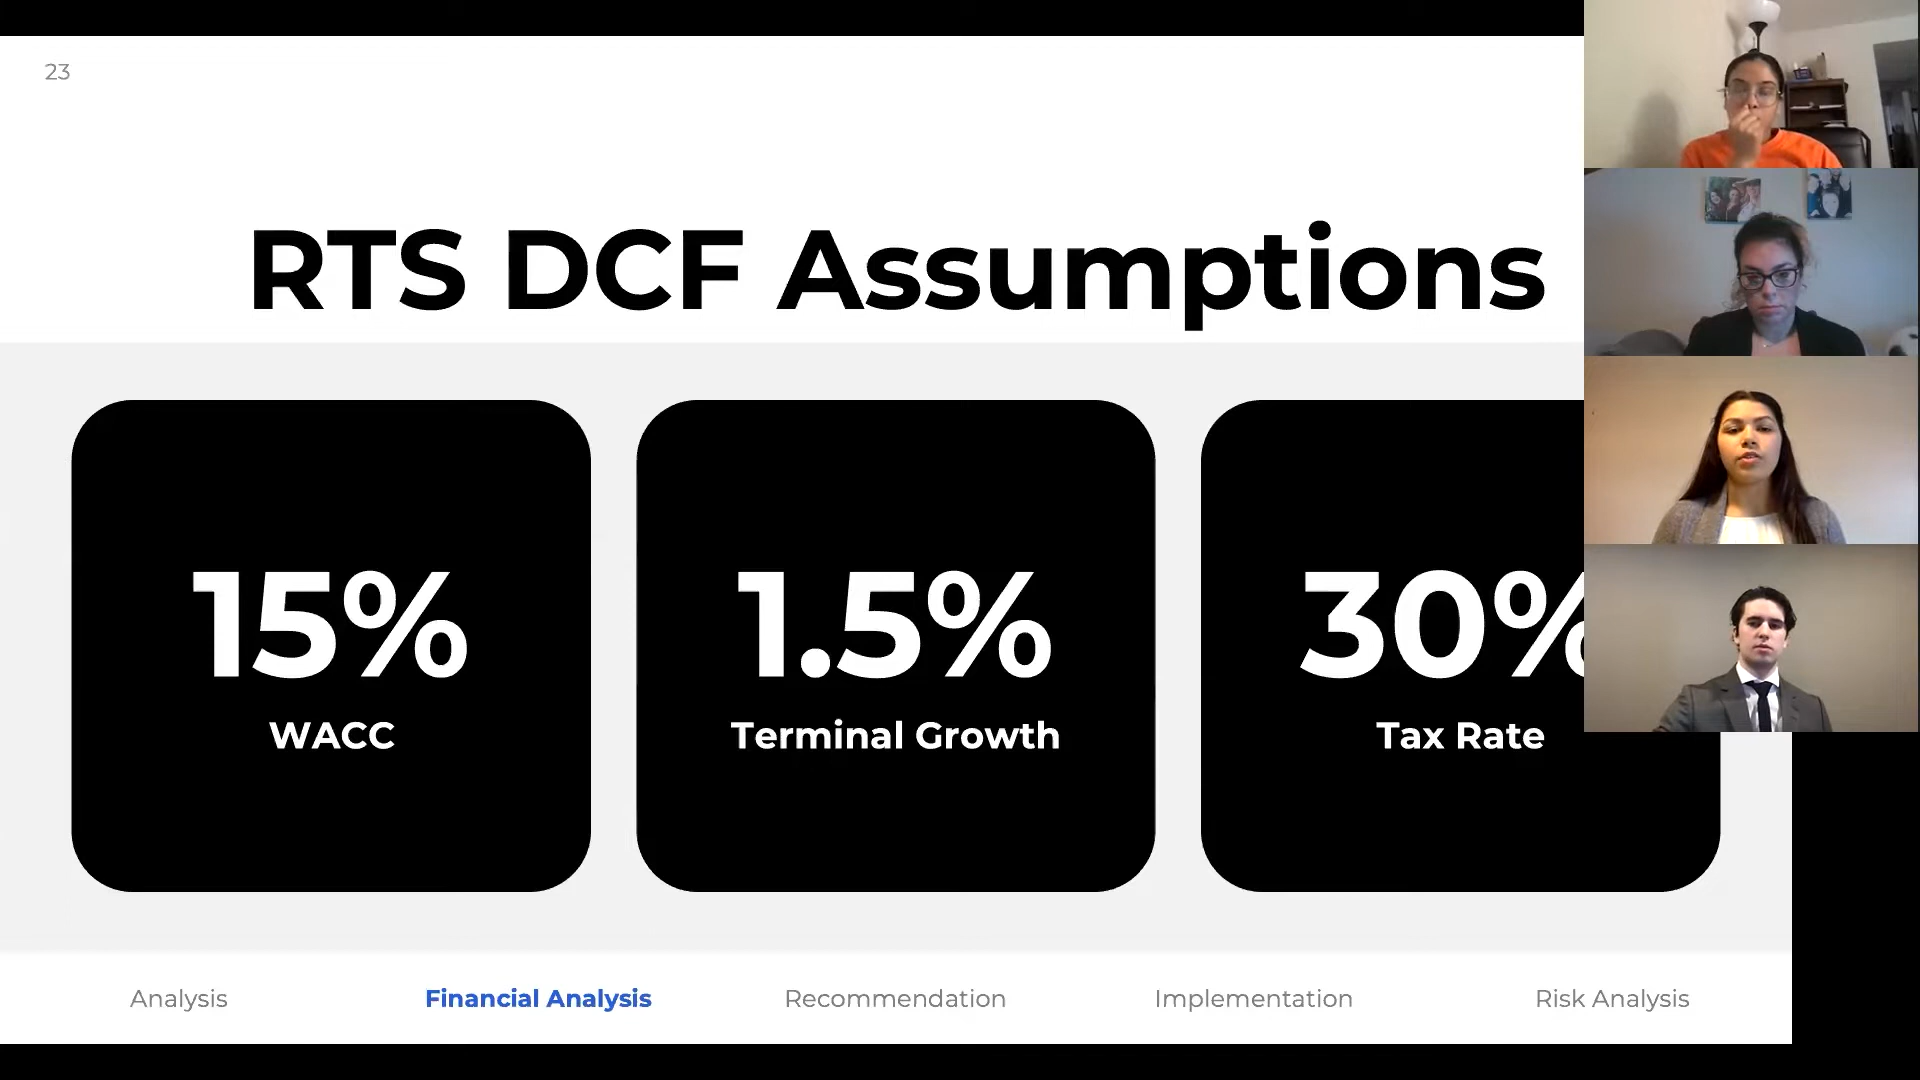 23
RTS DCF Assumptions
15%
WACC
1.5%
Terminal Growth
30%
Tax Rate
Analysis
Financial Analysis
Recommendation
Implementation
Risk Analysis